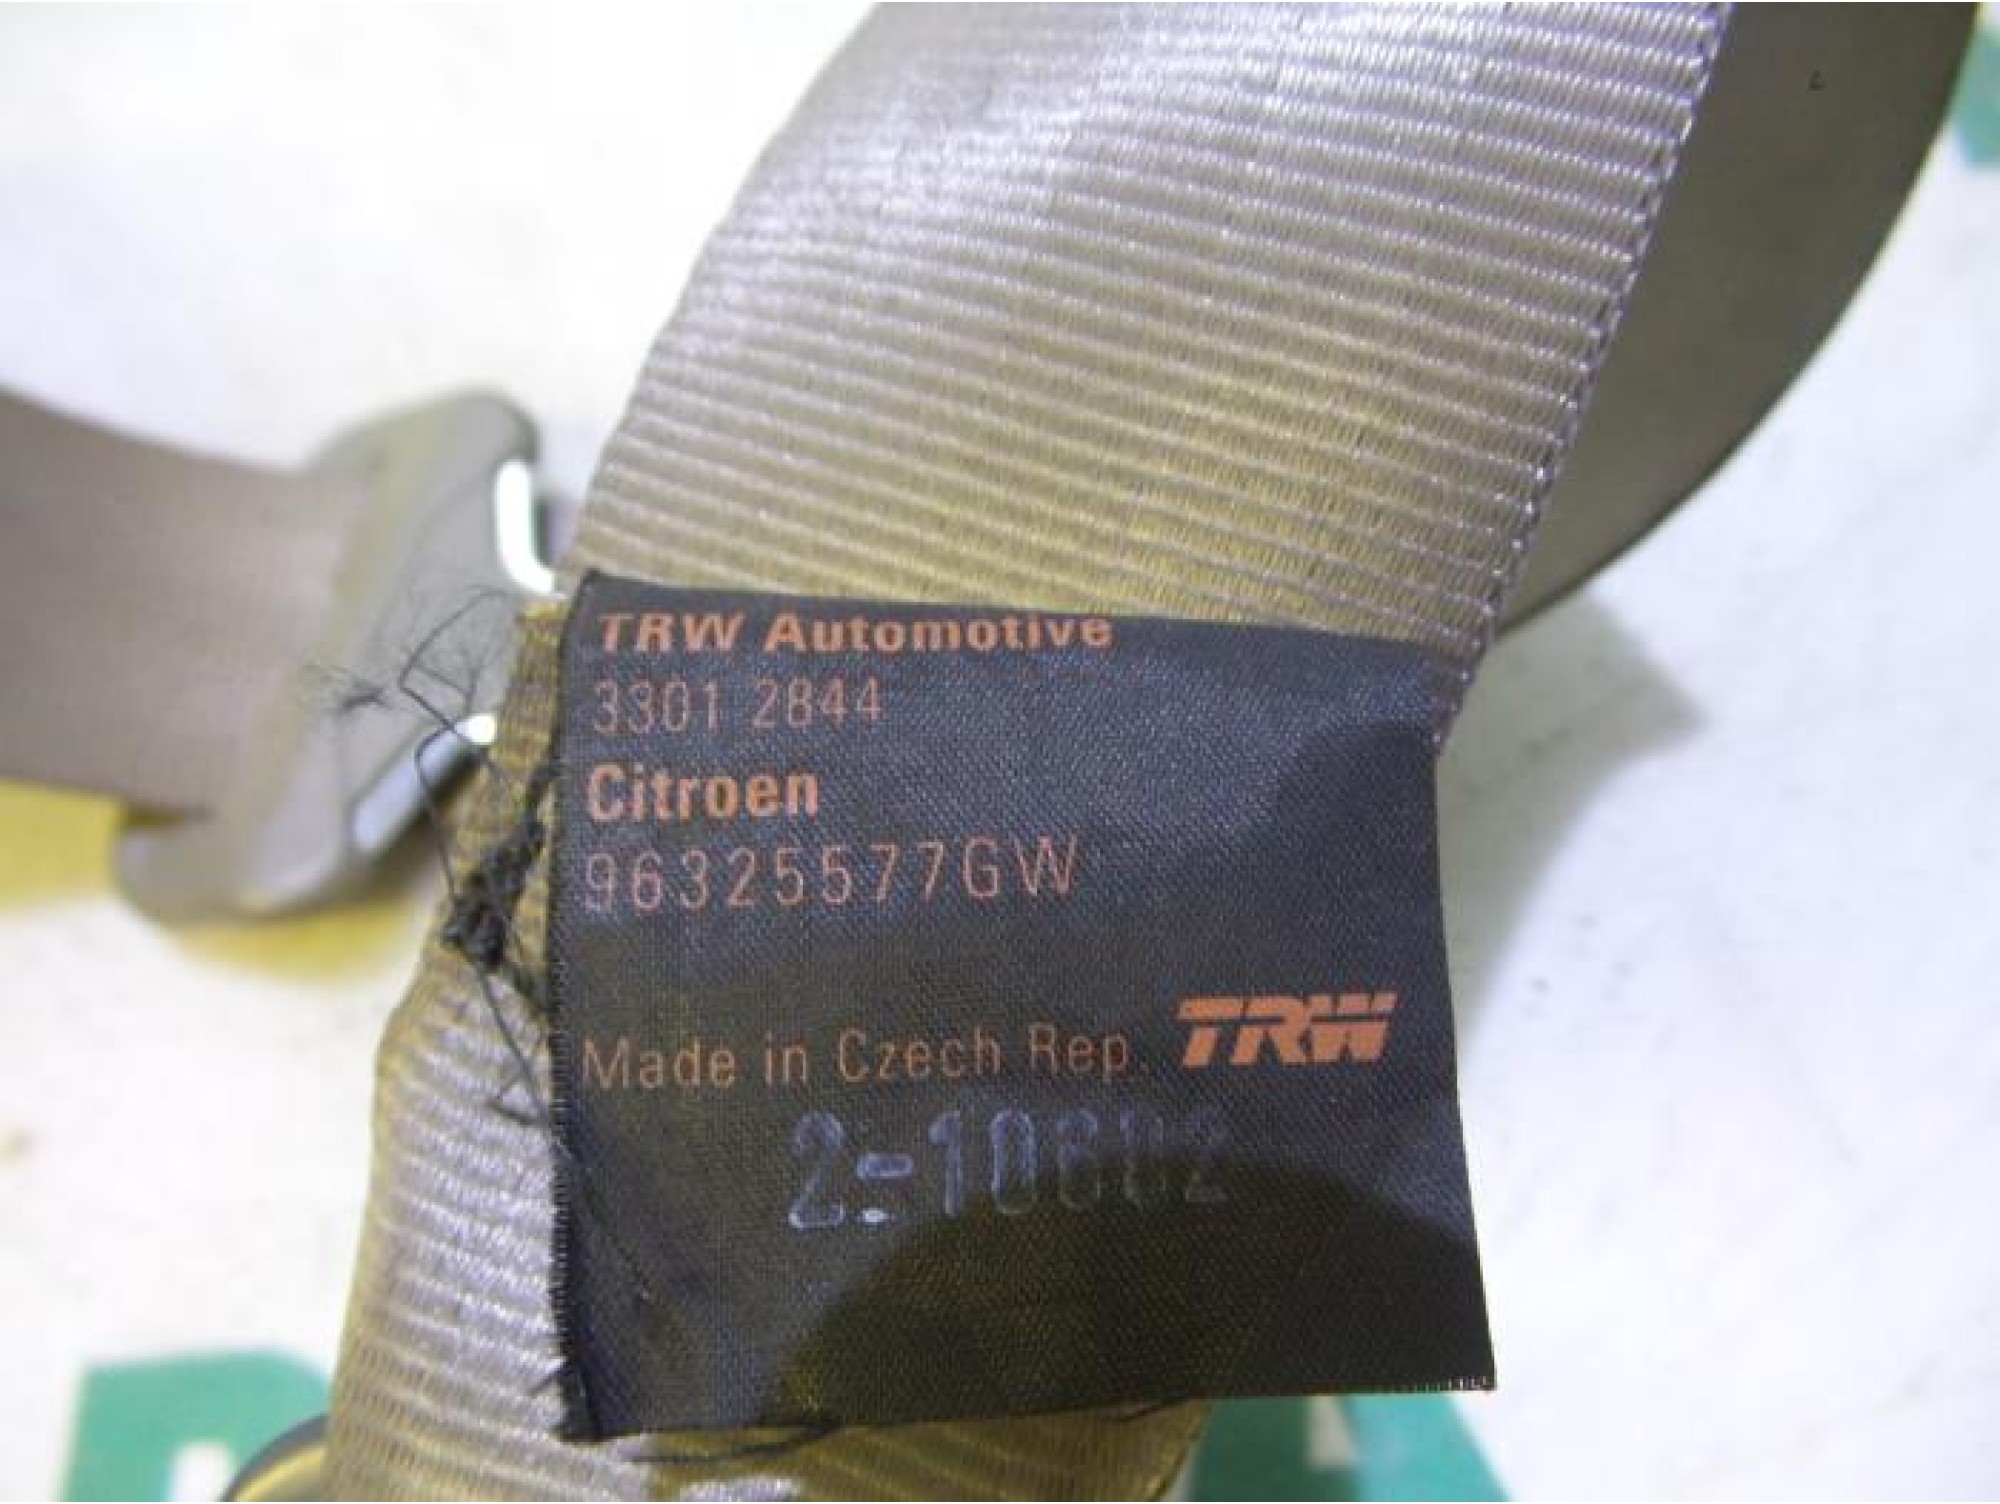 TRW Automotive
3301 2844
Citroen
96325577GW
Made in Czech Rep. TRW